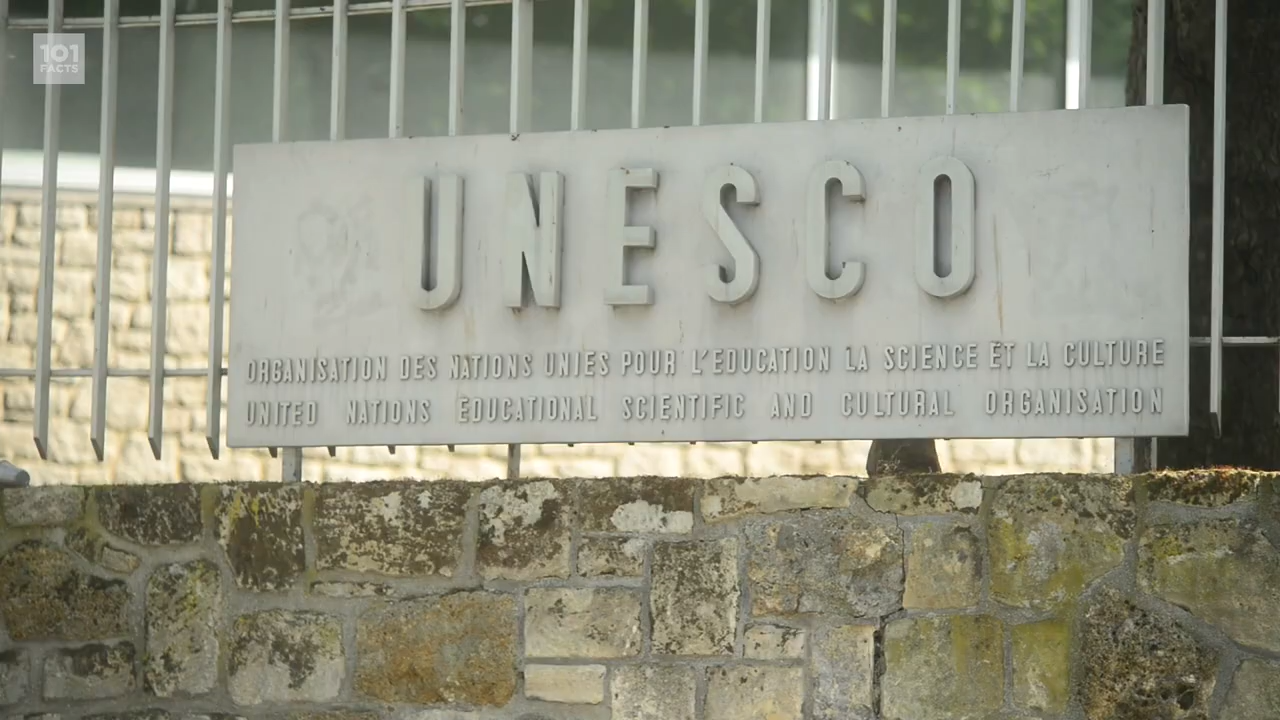 101
FACTS
UNESCO
ORGANISATION DES NATIONS UNIES POUR L'EDUCATION LA SCIENCE ET LA CULTURE
UNITED NATIONS EDUCATIONAL SCIENTIFIC AND CULTURAL ORGANISATION